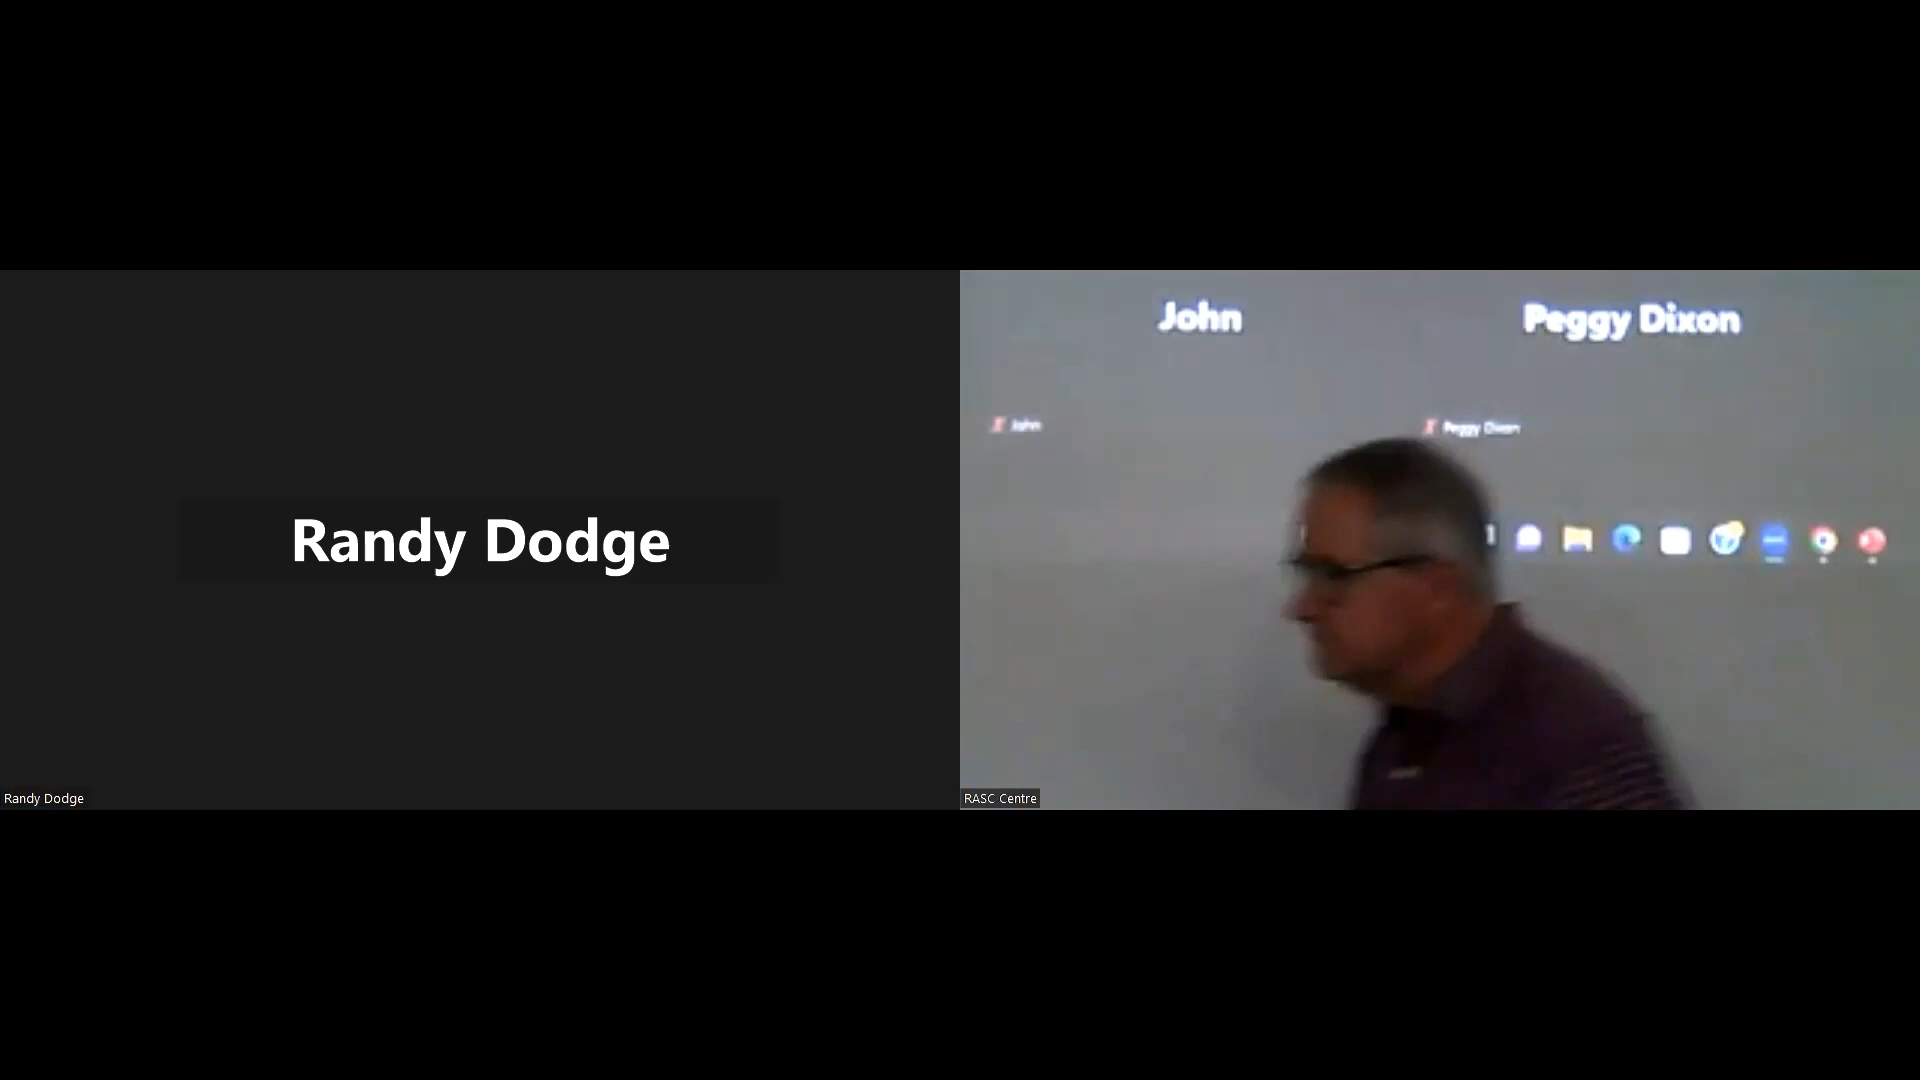 Randy Dodge
Randy Dodge
John
Peggy Dixon
John
Peggy Dixon
RASC Centre